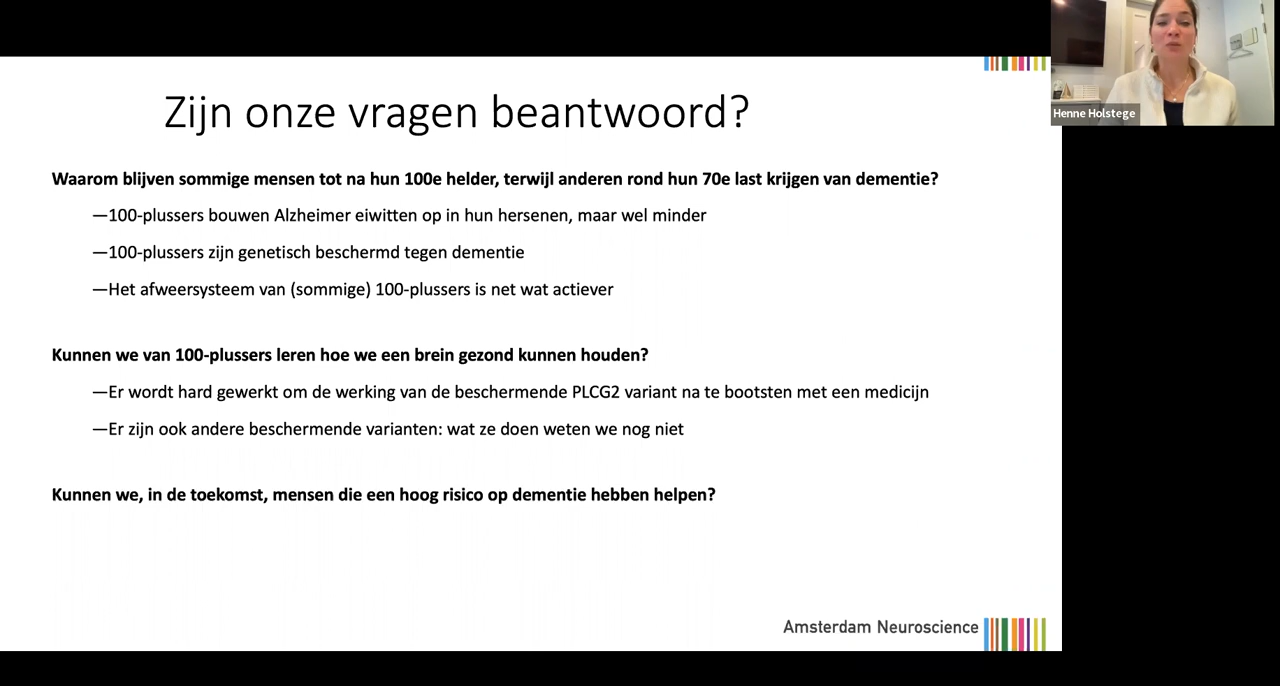 Zijn onze vragen beantwoord?
Henne Holstege
Waarom blijven sommige mensen tot na hun 100e helder, terwijl anderen rond hun 70e last krijgen van dementie?
—100-plussers bouwen Alzheimer eiwitten op in hun hersenen, maar wel minder
—100-plussers zijn genetisch beschermd tegen dementie
—Het afweersysteem van (sommige) 100-plussers is net wat actiever
Kunnen we van 100-plussers leren hoe we een brein gezond kunnen houden?
—Er wordt hard gewerkt om de werking van de beschermende PLCG2 variant na te bootsten met een medicijn
—Er zijn ook andere beschermende varianten: wat ze doen weten we nog niet
Kunnen we, in de toekomst, mensen die een hoog risico op dementie hebben helpen?
Amsterdam Neuroscience